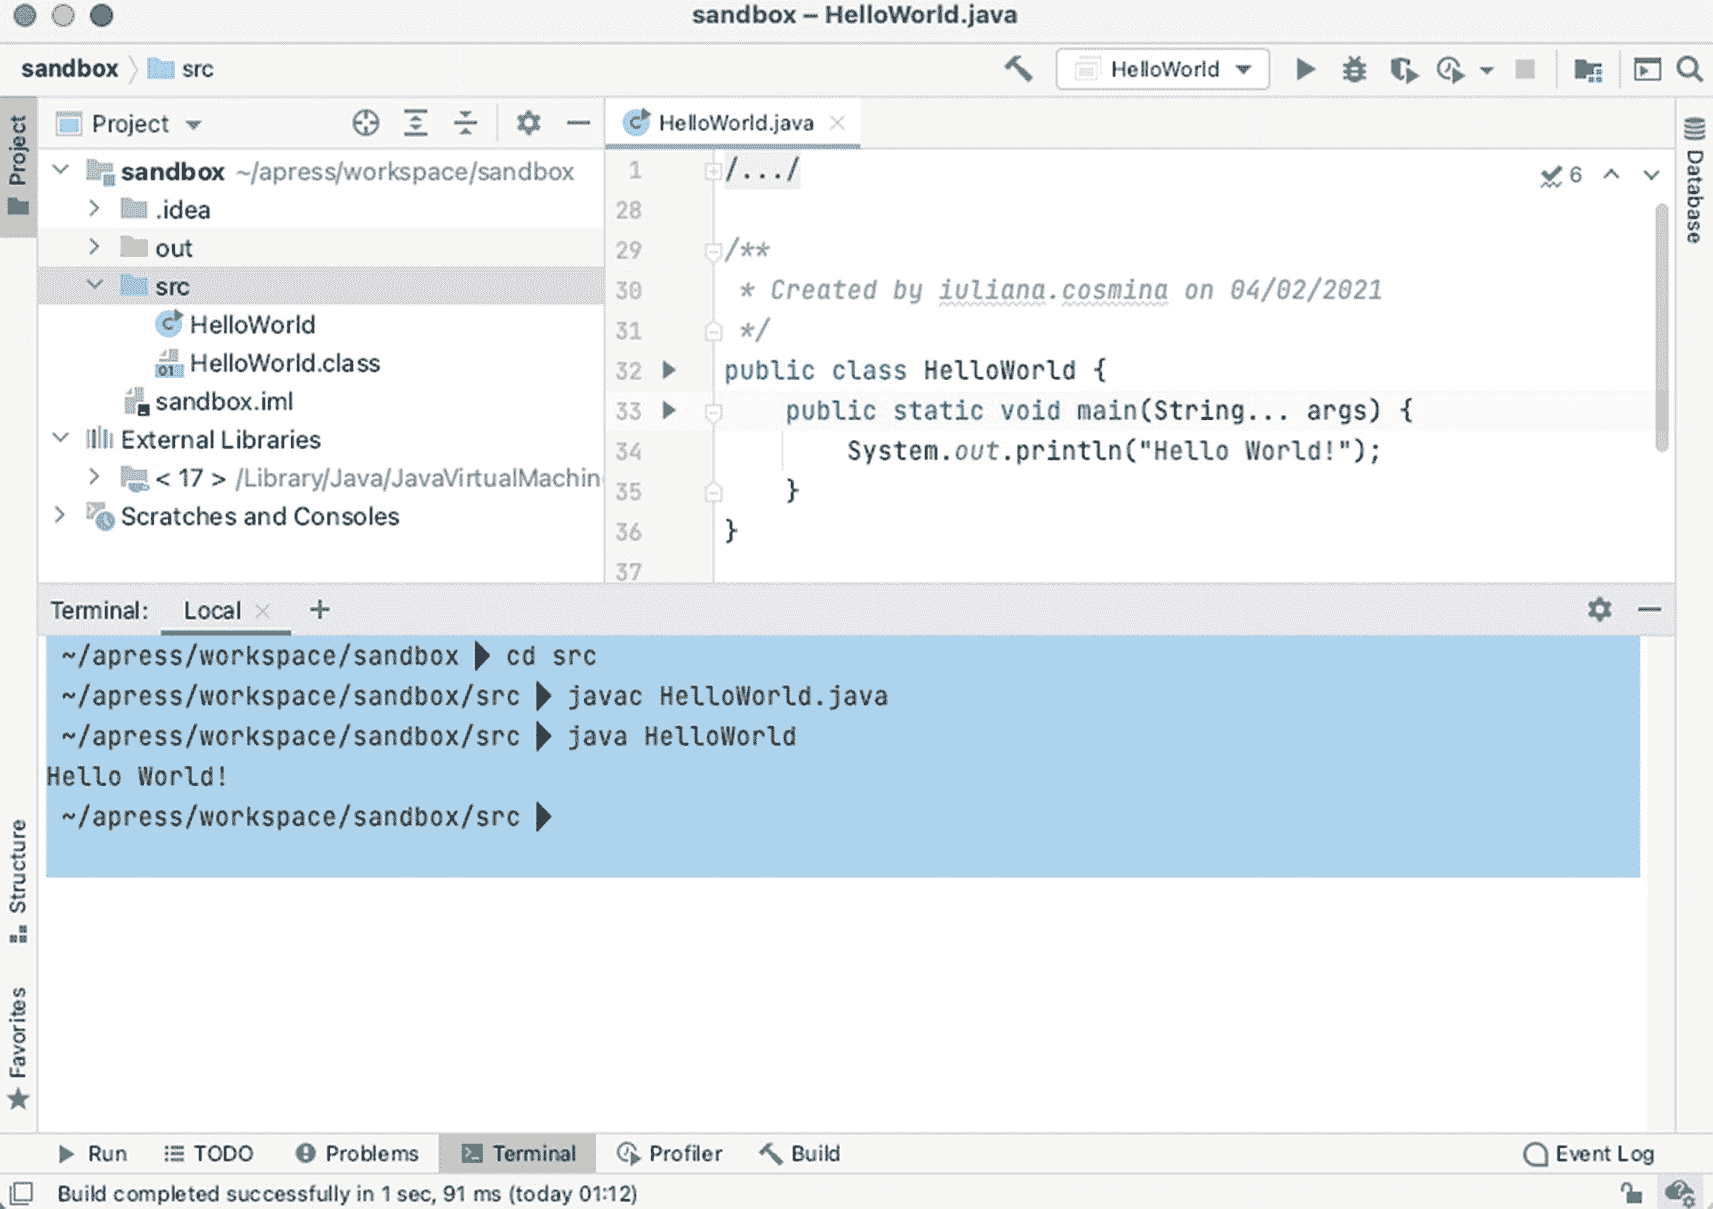 sandbox – HelloWorld.java
sandbox src
HelloWorld
Project
Project
sandbox ~/apress/workspace/sandbox
.idea
out
src
HelloWorld
HelloWorld.class
sandbox.iml
External Libraries
< 17 > /Library/Java/JavaVirtualMachin
Scratches and Consoles
HelloWorld.java
6
1 /.../
28
29 /**
30 * Created by iuliana.cosmina on 04/02/2021
31 */
32 public class HelloWorld {
33 public static void main(String... args) {
34 System.out.println("Hello World!");
35 }
36 }
37
Database
Terminal: Local +
~/apress/workspace/sandbox cd src
~/apress/workspace/sandbox/src javac HelloWorld.java
~/apress/workspace/sandbox/src java HelloWorld
Hello World!
~/apress/workspace/sandbox/src
Structure
Favorites
Run TODO Problems Terminal Profiler Build Event Log
Build completed successfully in 1 sec, 91 ms (today 01:12)